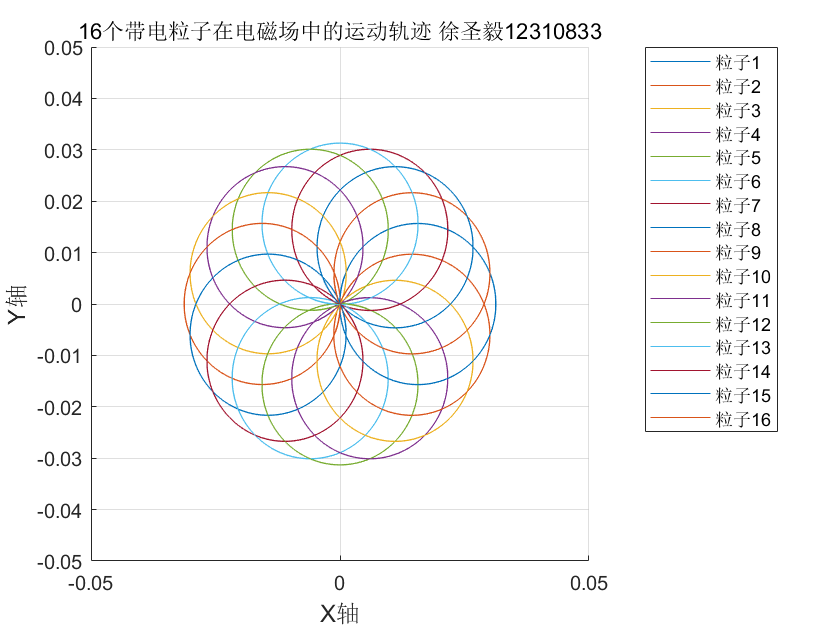 16个带电粒子在电磁场中的运动轨迹 徐圣毅12310833
0.05
0.04
0.03
0.02
0.01
0
-0.01
-0.02
-0.03
-0.04
-0.05
Y轴
-0.05
0
0.05
X轴
粒子1
粒子2
粒子3
粒子4
粒子5
粒子6
粒子7
粒子8
粒子9
粒子10
粒子11
粒子12
粒子13
粒子14
粒子15
粒子16